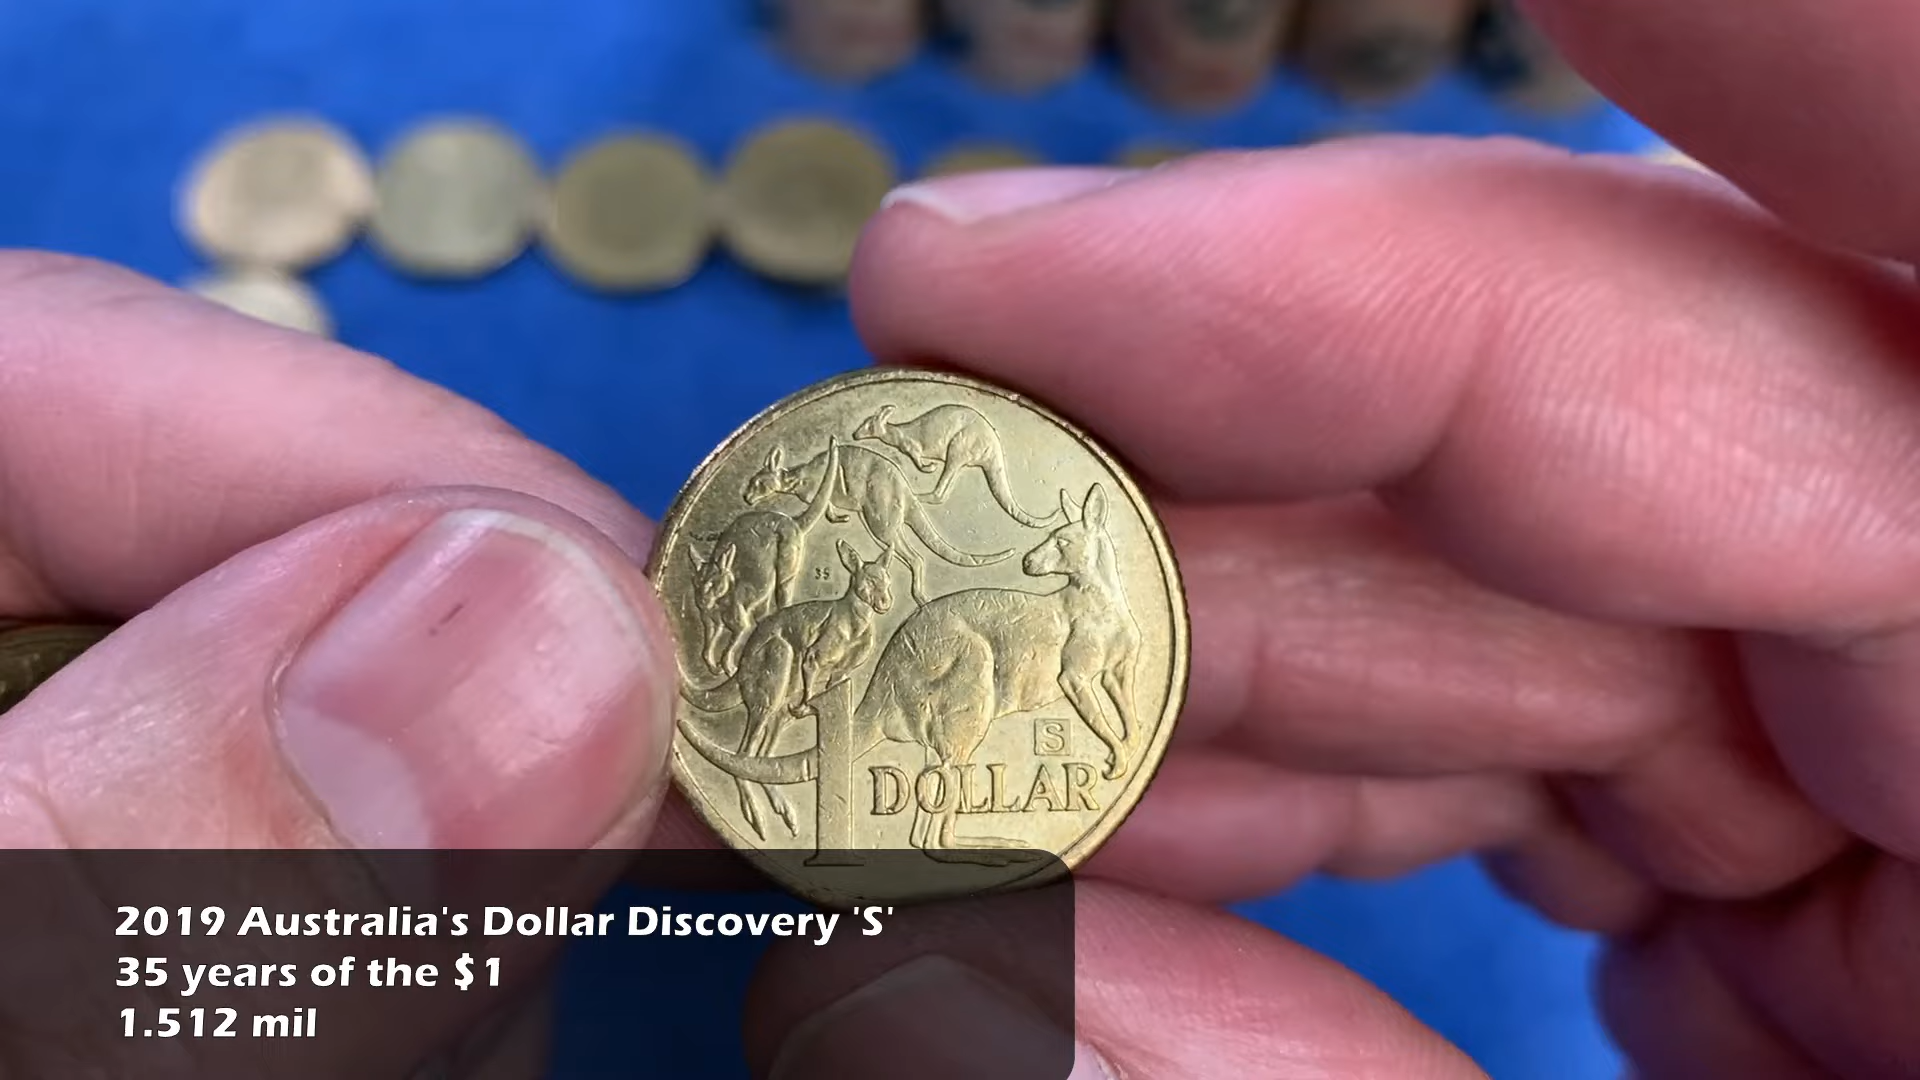 35
S
1
DOLLAR
2019 Australia's Dollar Discovery 'S'
35 years of the $1
1.512 mil